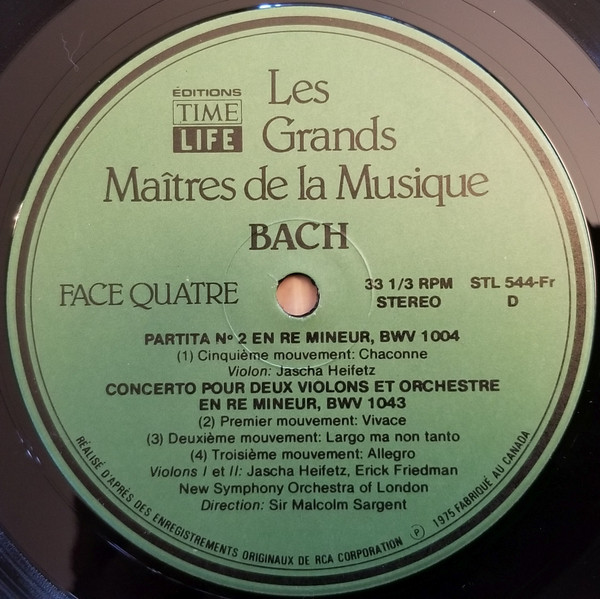 ÉDITIONS
TIME
LIFE
Les
Grands
Maîtres de la Musique
BACH
FACE QUATRE
33 1/3 RPM STL 544-Fr
STEREO D
PARTITA No 2 EN RE MINEUR, BWV 1004
(1) Cinquième mouvement: Chaconne
Violon: Jascha Heifetz
CONCERTO POUR DEUX VIOLONS ET ORCHESTRE
EN RE MINEUR, BWV 1043
(2) Premier mouvement: Vivace
(3) Deuxième mouvement: Largo ma non tanto
(4) Troisième mouvement: Allegro
Violons I et II: Jascha Heifetz, Erick Friedman
New Symphony Orchestra of London
Direction: Sir Malcolm Sargent
RÉALISÉ D'APRÈS DES ENREGISTREMENTS ORIGINAUX DE RCA CORPORATION ℗ 1975 FABRIQUÉ AU CANADA